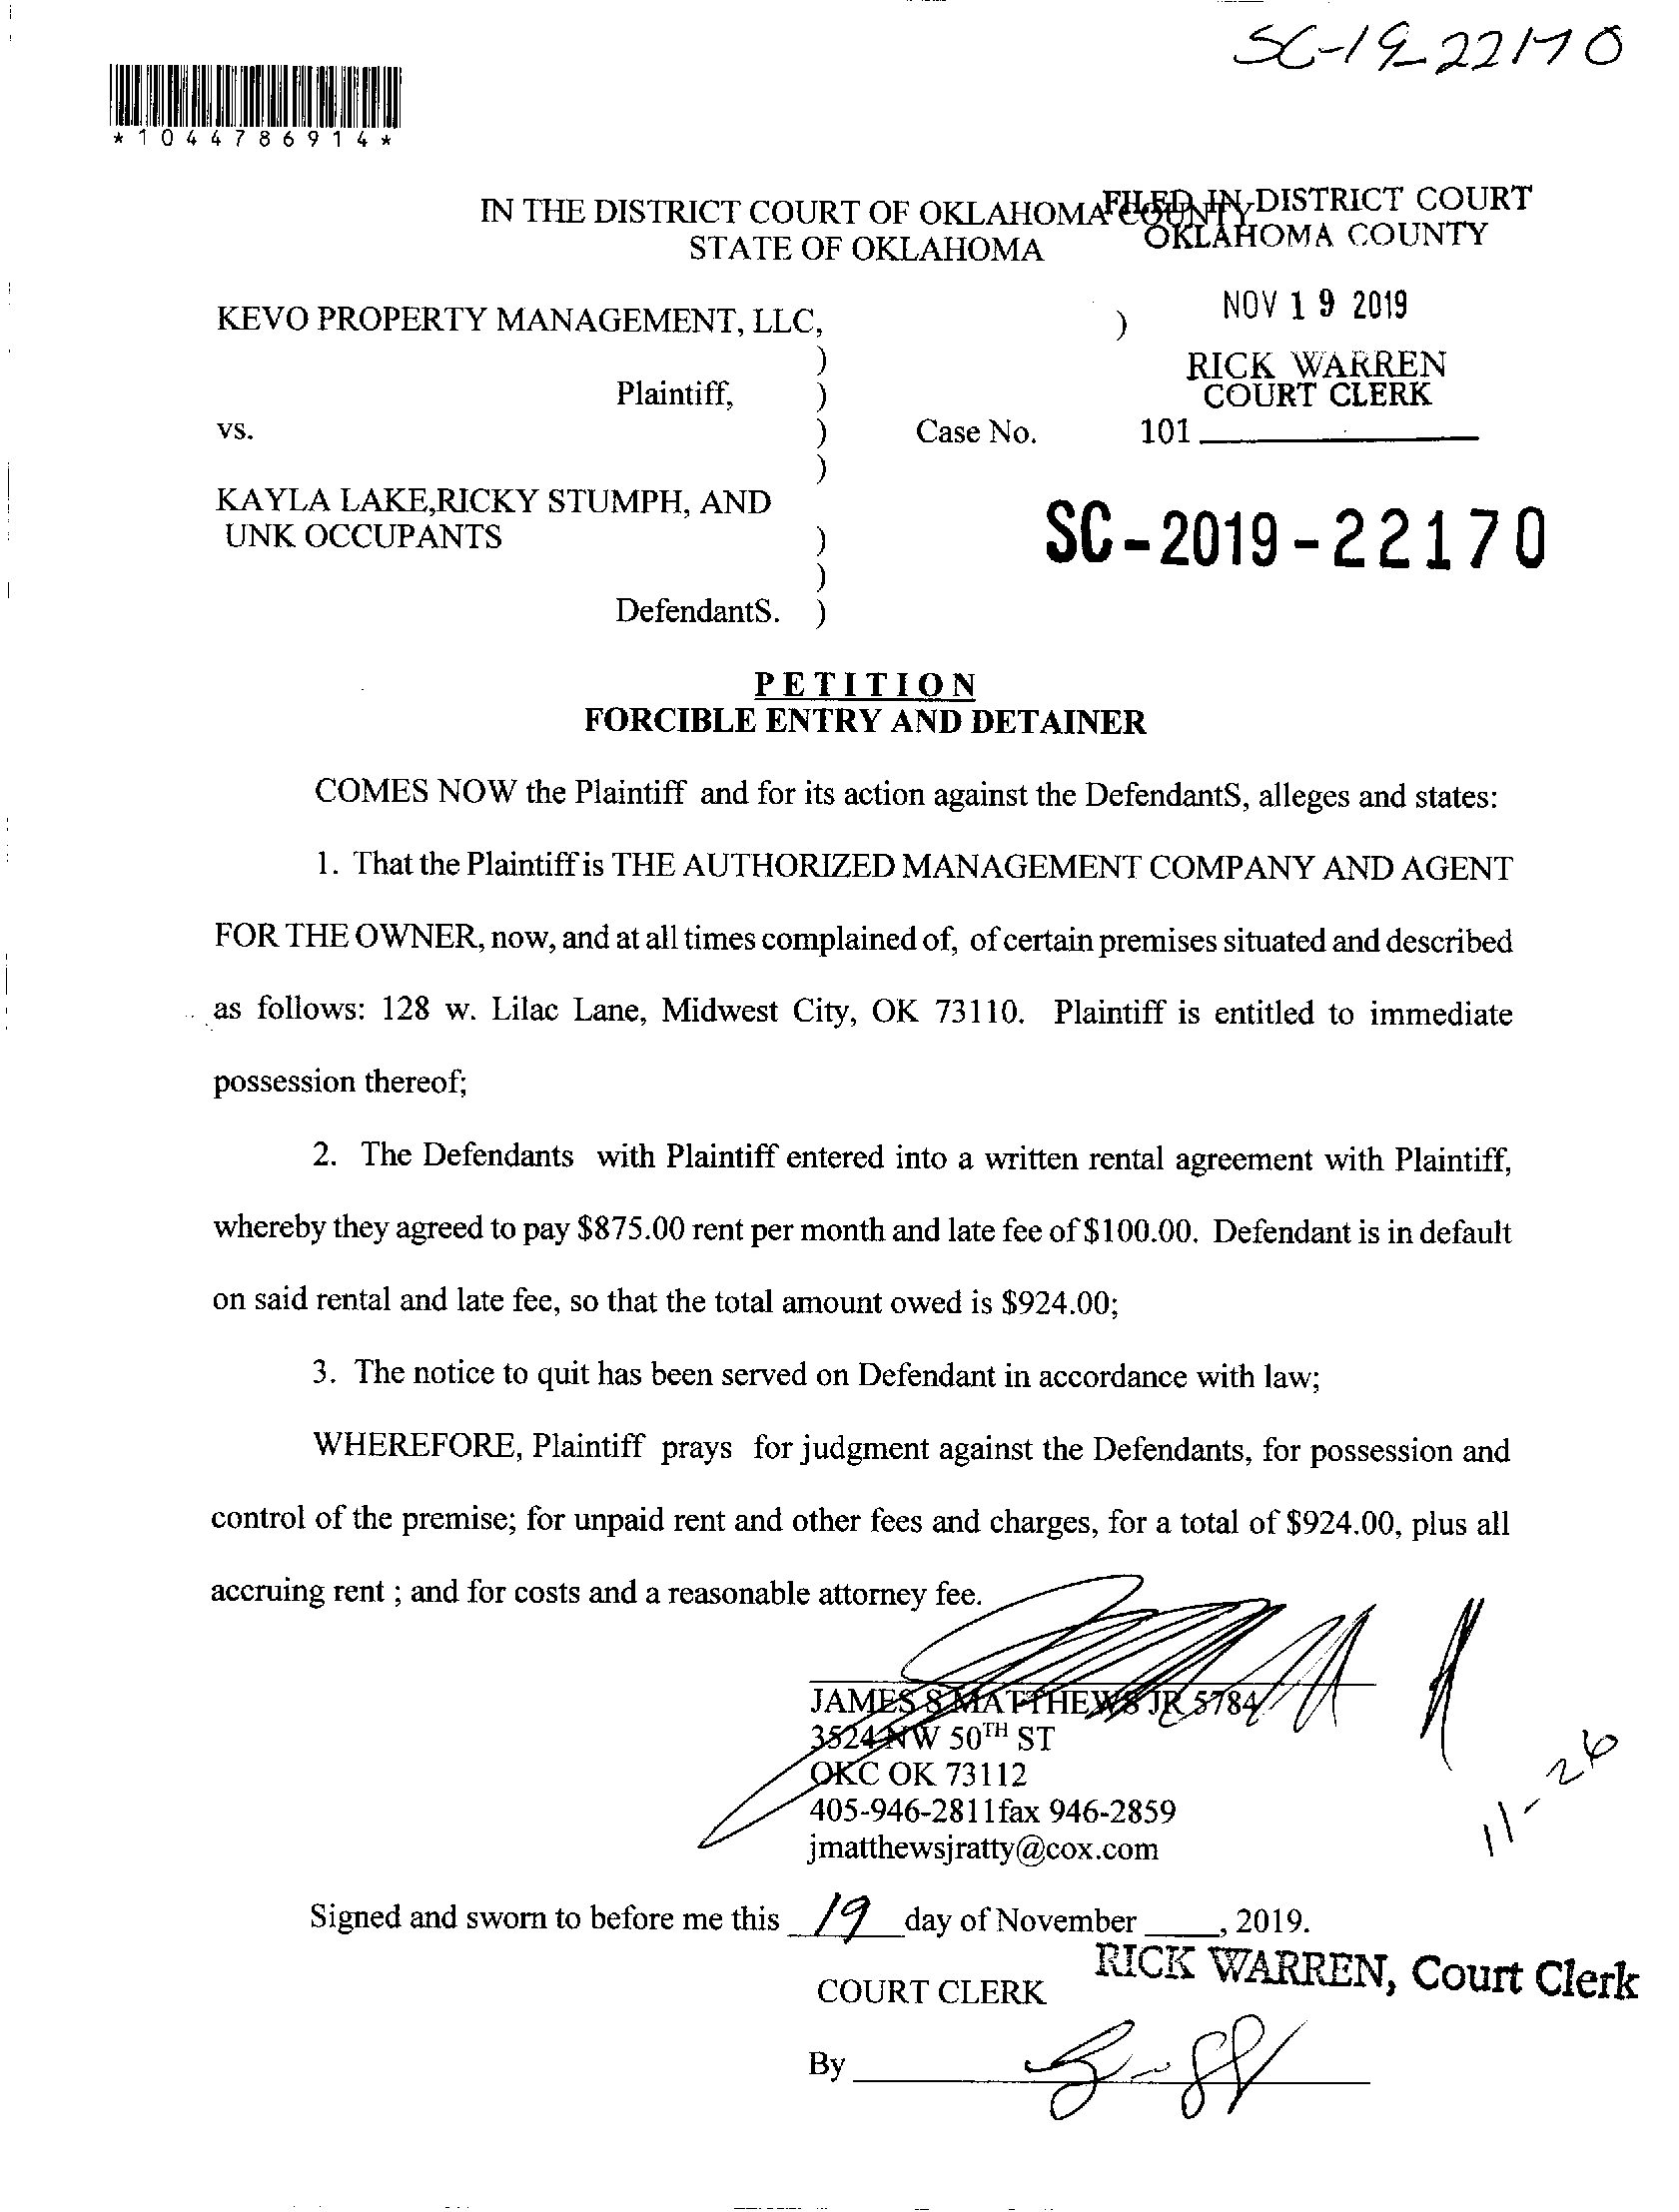 SC-19-22170
*1044786914*
IN THE DISTRICT COURT OF OKLAHOMA COUNTY
STATE OF OKLAHOMA
FILED IN DISTRICT COURT
OKLAHOMA COUNTY
NOV 19 2019
RICK WARREN
COURT CLERK
KEVO PROPERTY MANAGEMENT, LLC, )
)
Plaintiff, )
vs. ) Case No. 101
)
KAYLA LAKE,RICKY STUMPH, AND
UNK OCCUPANTS )
)
DefendantS. )
SC-2019-22170
PETITION
FORCIBLE ENTRY AND DETAINER
COMES NOW the Plaintiff and for its action against the DefendantS, alleges and states:
1. That the Plaintiff is THE AUTHORIZED MANAGEMENT COMPANY AND AGENT
FOR THE OWNER, now, and at all times complained of, of certain premises situated and described
as follows: 128 w. Lilac Lane, Midwest City, OK 73110. Plaintiff is entitled to immediate
possession thereof;
2. The Defendants with Plaintiff entered into a written rental agreement with Plaintiff,
whereby they agreed to pay $875.00 rent per month and late fee of $100.00. Defendant is in default
on said rental and late fee, so that the total amount owed is $924.00;
3. The notice to quit has been served on Defendant in accordance with law;
WHEREFORE, Plaintiff prays for judgment against the Defendants, for possession and
control of the premise; for unpaid rent and other fees and charges, for a total of $924.00, plus all
accruing rent ; and for costs and a reasonable attorney fee.
JAMES S MATTHEWS JR 5784
3524 NW 50TH ST
OKC OK 73112
405-946-2811fax 946-2859
jmatthewsjratty@cox.com
11-26
Signed and sworn to before me this 19 day of November ____, 2019.
RICK WARREN, Court Clerk
COURT CLERK
By